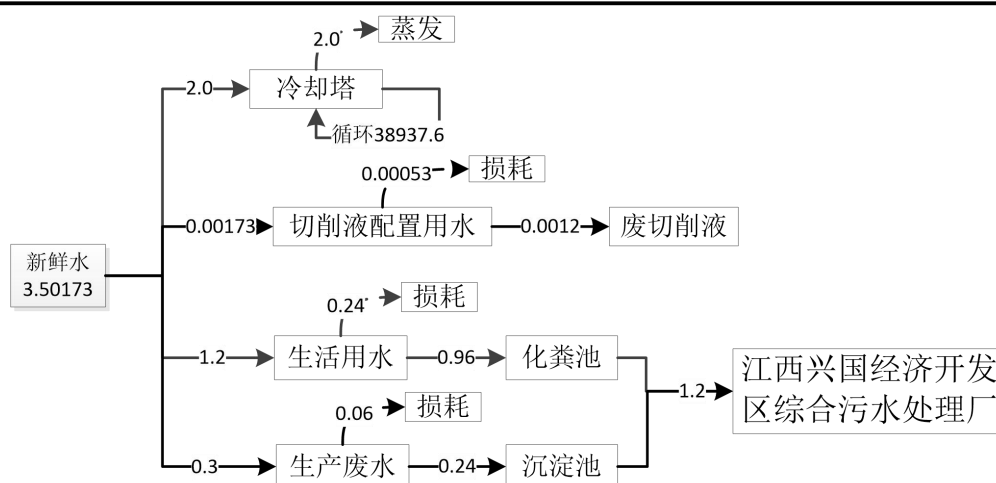 2.0
蒸发
2.0
冷却塔
循环38937.6
0.00053
损耗
0.00173
切削液配置用水
0.0012
废切削液
新鲜水
3.50173
0.24
损耗
1.2
生活用水
0.96
化粪池
0.06
损耗
0.3
生产废水
0.24
沉淀池
1.2
江西兴国经济开发
区综合污水处理厂